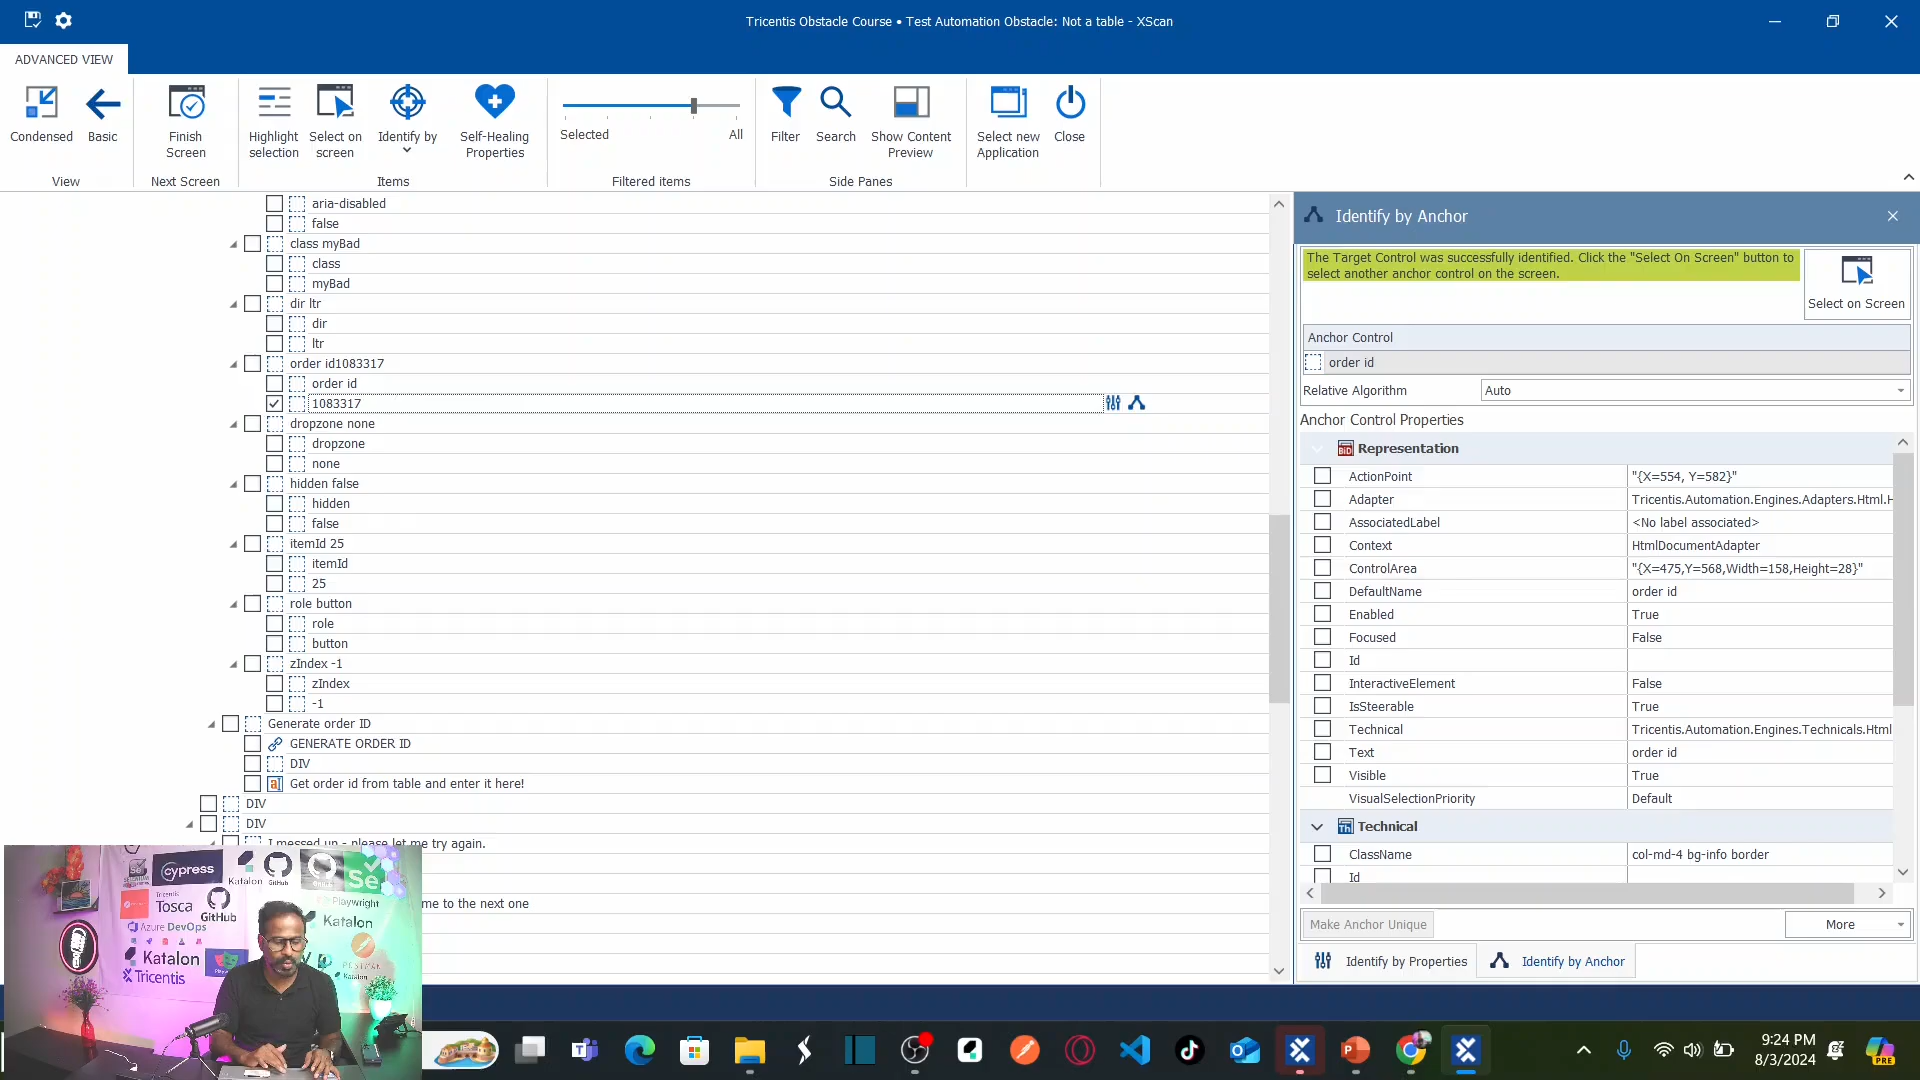 Tricentis Obstacle Course • Test Automation Obstacle: Not a table - XScan
ADVANCED VIEW
Condensed
Basic
Finish Screen
Highlight selection
Select on screen
Identify by
Self-Healing Properties
Selected
All
Filter
Search
Show Content Preview
Select new Application
Close
View
Next Screen
Items
Filtered items
Side Panes
aria-disabled
false
class myBad
class
myBad
dir ltr
dir
ltr
order id1083317
order id
1083317
dropzone none
dropzone
none
hidden false
hidden
false
itemId 25
itemId
25
role button
role
button
zIndex -1
zIndex
-1
Generate order ID
GENERATE ORDER ID
DIV
Get order id from table and enter it here!
DIV
DIV
I messed up - please let me try again.
me to the next one
Identify by Anchor
The Target Control was successfully identified. Click the "Select On Screen" button to
select another anchor control on the screen.
Select on Screen
Anchor Control
order id
Relative Algorithm
Auto
Anchor Control Properties
Representation
ActionPoint "{X=554, Y=582}"
Adapter Tricentis.Automation.Engines.Adapters.Html.H
AssociatedLabel <No label associated>
Context HtmlDocumentAdapter
ControlArea "{X=475,Y=568,Width=158,Height=28}"
DefaultName order id
Enabled True
Focused False
Id
InteractiveElement False
IsSteerable True
Technical Tricentis.Automation.Engines.Technicals.Html
Text order id
Visible True
VisualSelectionPriority Default
Technical
ClassName col-md-4 bg-info border
Id
Make Anchor Unique
More
Identify by Properties
Identify by Anchor
cypress
Katalon
GitHub
Se
Tricentis
Tosca
GitHub
Playwright
Katalon
Azure DevOps
Katalon
Tricentis
POSTMAN
Katalon
9:24 PM
8/3/2024
PRE